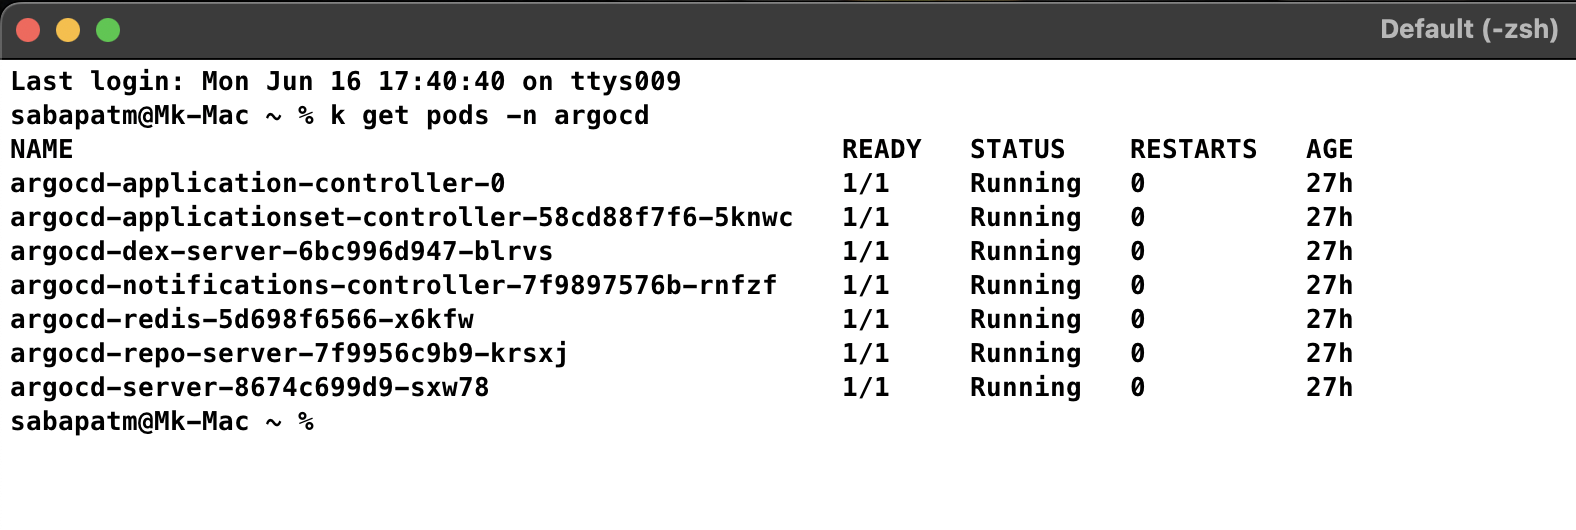 Default (-zsh)
Last login: Mon Jun 16 17:40:40 on ttys009
sabapatm@Mk-Mac ~ % k get pods -n argocd
NAME READY STATUS RESTARTS AGE
argocd-application-controller-0 1/1 Running 0 27h
argocd-applicationset-controller-58cd88f7f6-5knwc 1/1 Running 0 27h
argocd-dex-server-6bc996d947-blrvs 1/1 Running 0 27h
argocd-notifications-controller-7f9897576b-rnfzf 1/1 Running 0 27h
argocd-redis-5d698f6566-x6kfw 1/1 Running 0 27h
argocd-repo-server-7f9956c9b9-krsxj 1/1 Running 0 27h
argocd-server-8674c699d9-sxw78 1/1 Running 0 27h
sabapatm@Mk-Mac ~ %